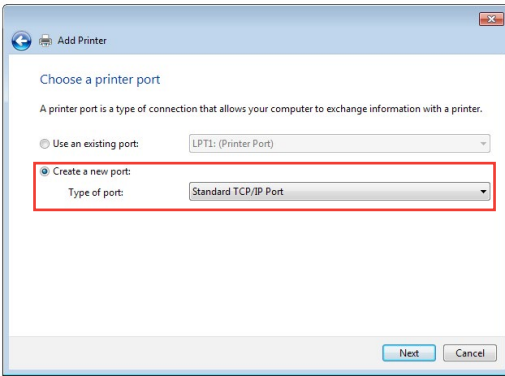 Add Printer
Choose a printer port
A printer port is a type of connection that allows your computer to exchange information with a printer.
Use an existing port: LPT1: (Printer Port)
Create a new port:
Type of port: Standard TCP/IP Port
Next Cancel